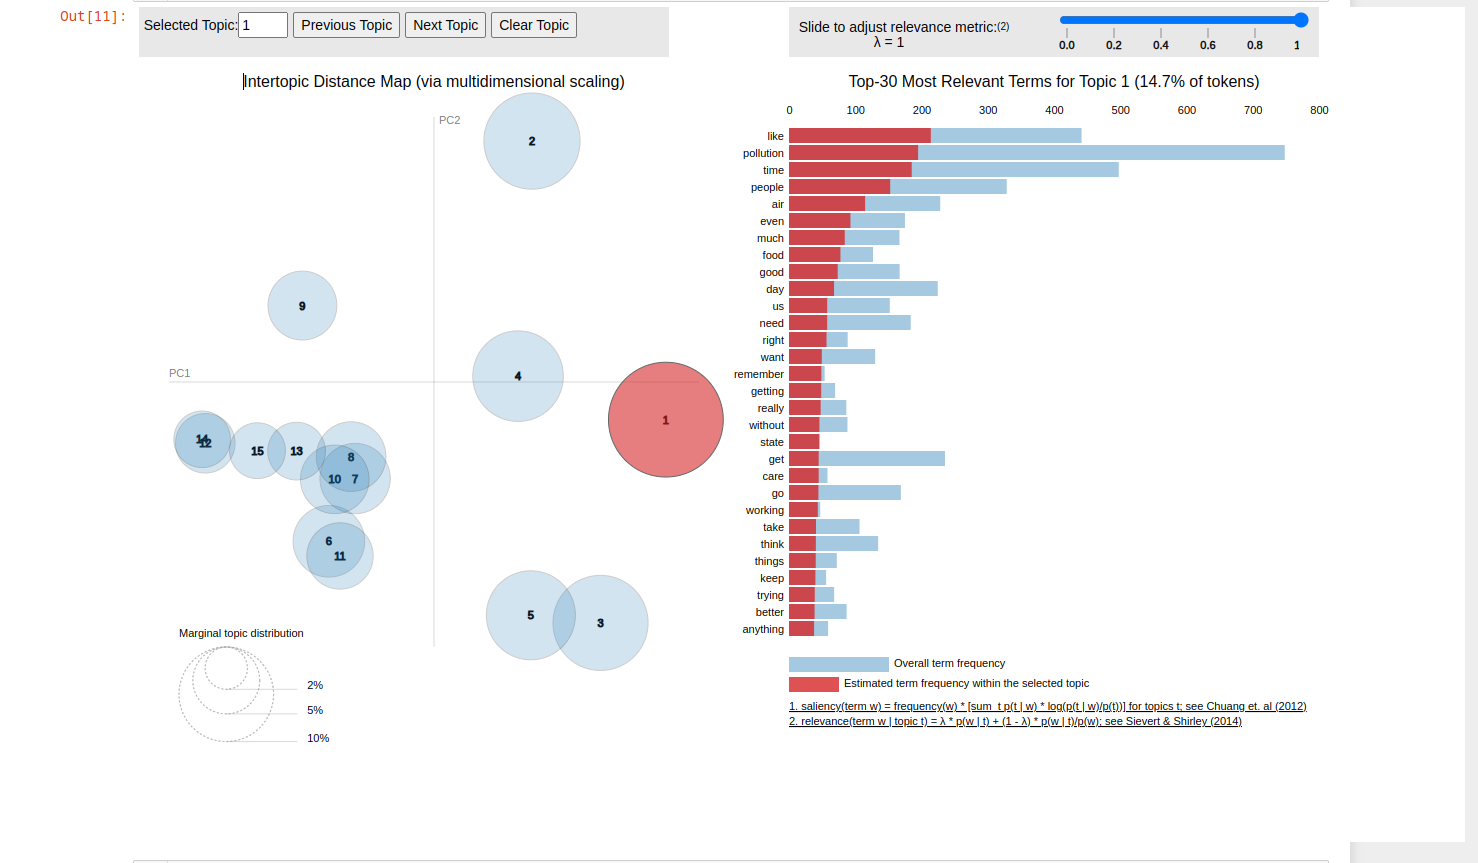 Out[11]:
Selected Topic: 1 Previous Topic Next Topic Clear Topic
Slide to adjust relevance metric:(2)
λ = 1
0.0 0.2 0.4 0.6 0.8 1
Intertopic Distance Map (via multidimensional scaling)
PC2
PC1
2
9
4
1
14
12
15
13
8
10
7
6
11
5
3
Marginal topic distribution
2%
5%
10%
Top-30 Most Relevant Terms for Topic 1 (14.7% of tokens)
0 100 200 300 400 500 600 700 800
like
pollution
time
people
air
even
much
food
good
day
us
need
right
want
remember
getting
really
without
state
get
care
go
working
take
think
things
keep
trying
better
anything
Overall term frequency
Estimated term frequency within the selected topic
1. saliency(term w) = frequency(w) * [sum_t p(t | w) * log(p(t | w)/p(t))] for topics t; see Chuang et. al (2012)
2. relevance(term w | topic t) = λ * p(w | t) + (1 - λ) * p(w | t)/p(w); see Sievert & Shirley (2014)